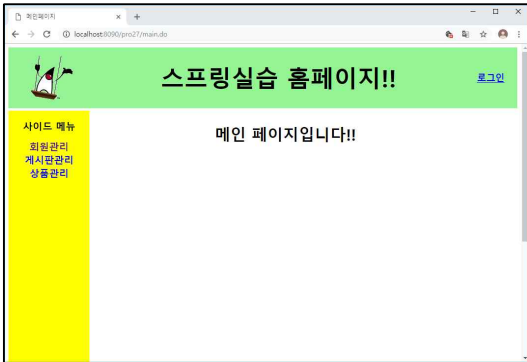 메인페이지
localhost:8090/pro27/main.do
스프링실습 홈페이지!!
로그인
사이드 메뉴
회원관리
게시판관리
상품관리
메인 페이지입니다!!